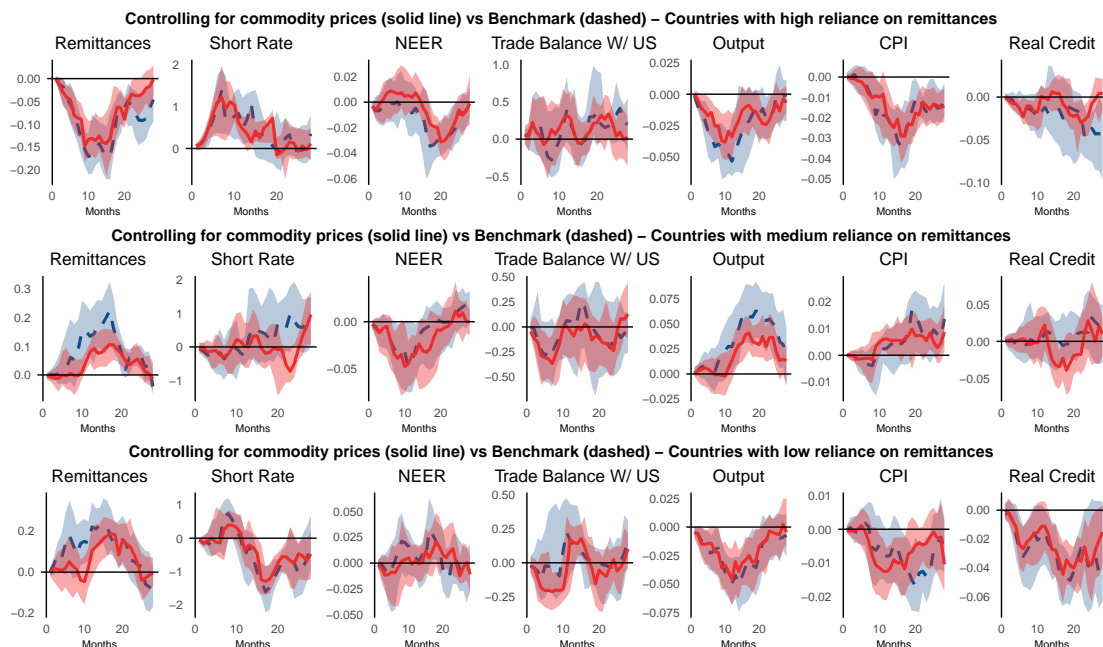 Controlling for commodity prices (solid line) vs Benchmark (dashed) – Countries with high reliance on remittances
Remittances Short Rate NEER Trade Balance W/ US Output CPI Real Credit
0.00 −0.05 −0.10 −0.15 −0.20
2 1 0
0.02 0.00 −0.02 −0.04 −0.06
1.0 0.5 0.0 −0.5
0.025 0.000 −0.025 −0.050
0.00 −0.01 −0.02 −0.03 −0.04 −0.05
0.00 −0.05 −0.10
0 10 20 0 10 20 0 10 20 0 10 20 0 10 20 0 10 20 0 10 20
Months Months Months Months Months Months Months
Controlling for commodity prices (solid line) vs Benchmark (dashed) – Countries with medium reliance on remittances
Remittances Short Rate NEER Trade Balance W/ US Output CPI Real Credit
0.3 0.2 0.1 0.0
2 1 0 −1
0.00 −0.05
0.50 0.25 0.00 −0.25 −0.50
0.075 0.050 0.025 0.000 −0.025
0.02 0.01 0.00 −0.01
0.05 0.00 −0.05
0 10 20 0 10 20 0 10 20 0 10 20 0 10 20 0 10 20 0 10 20
Months Months Months Months Months Months Months
Controlling for commodity prices (solid line) vs Benchmark (dashed) – Countries with low reliance on remittances
Remittances Short Rate NEER Trade Balance W/ US Output CPI Real Credit
0.2 0.0 −0.2
1 0 −1 −2
0.050 0.025 0.000 −0.025 −0.050
0.50 0.25 0.00 −0.25
0.025 0.000 −0.025 −0.050 −0.075
0.01 0.00 −0.01 −0.02
0.00 −0.02 −0.04 −0.06
0 10 20 0 10 20 0 10 20 0 10 20 0 10 20 0 10 20 0 10 20
Months Months Months Months Months Months Months